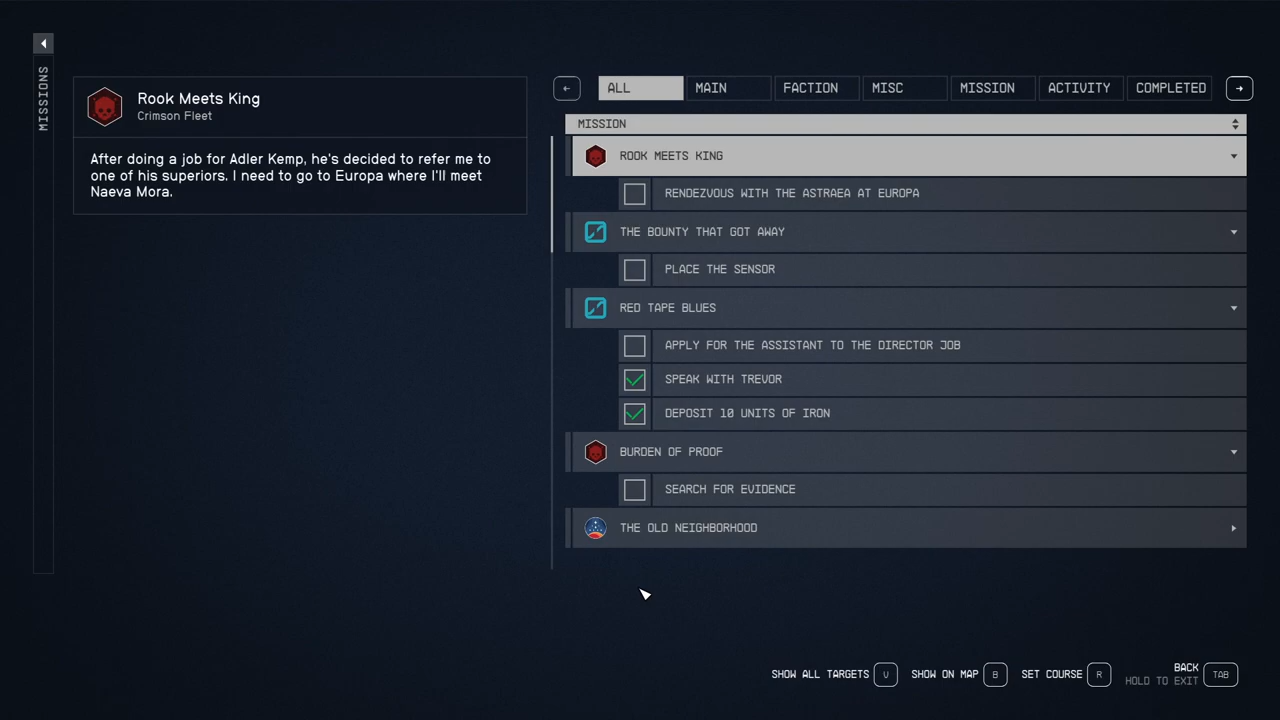 MISSIONS
Rook Meets King
Crimson Fleet
After doing a job for Adler Kemp, he's decided to refer me to
one of his superiors. I need to go to Europa where I'll meet
Naeva Mora.
ALL MAIN FACTION MISC MISSION ACTIVITY COMPLETED
MISSION
ROOK MEETS KING
RENDEZVOUS WITH THE ASTRAEA AT EUROPA
THE BOUNTY THAT GOT AWAY
PLACE THE SENSOR
RED TAPE BLUES
APPLY FOR THE ASSISTANT TO THE DIRECTOR JOB
SPEAK WITH TREVOR
DEPOSIT 10 UNITS OF IRON
BURDEN OF PROOF
SEARCH FOR EVIDENCE
THE OLD NEIGHBORHOOD
SHOW ALL TARGETS V SHOW ON MAP B SET COURSE R BACK TAB
HOLD TO EXIT